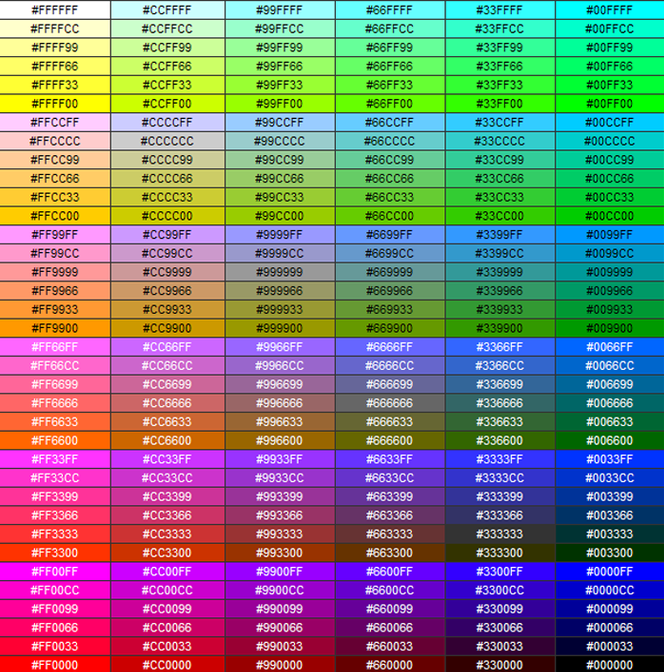 #FFFFFF #CCFFFF #99FFFF #66FFFF #33FFFF #00FFFF
#FFFFCC #CCFFCC #99FFCC #66FFCC #33FFCC #00FFCC
#FFFF99 #CCFF99 #99FF99 #66FF99 #33FF99 #00FF99
#FFFF66 #CCFF66 #99FF66 #66FF66 #33FF66 #00FF66
#FFFF33 #CCFF33 #99FF33 #66FF33 #33FF33 #00FF33
#FFFF00 #CCFF00 #99FF00 #66FF00 #33FF00 #00FF00
#FFCCFF #CCCCFF #99CCFF #66CCFF #33CCFF #00CCFF
#FFCCCC #CCCCCC #99CCCC #66CCCC #33CCCC #00CCCC
#FFCC99 #CCCC99 #99CC99 #66CC99 #33CC99 #00CC99
#FFCC66 #CCCC66 #99CC66 #66CC66 #33CC66 #00CC66
#FFCC33 #CCCC33 #99CC33 #66CC33 #33CC33 #00CC33
#FFCC00 #CCCC00 #99CC00 #66CC00 #33CC00 #00CC00
#FF99FF #CC99FF #9999FF #6699FF #3399FF #0099FF
#FF99CC #CC99CC #9999CC #6699CC #3399CC #0099CC
#FF9999 #CC9999 #999999 #669999 #339999 #009999
#FF9966 #CC9966 #999966 #669966 #339966 #009966
#FF9933 #CC9933 #999933 #669933 #339933 #009933
#FF9900 #CC9900 #999900 #669900 #339900 #009900
#FF66FF #CC66FF #9966FF #6666FF #3366FF #0066FF
#FF66CC #CC66CC #9966CC #6666CC #3366CC #0066CC
#FF6699 #CC6699 #996699 #666699 #336699 #006699
#FF6666 #CC6666 #996666 #666666 #336666 #006666
#FF6633 #CC6633 #996633 #666633 #336633 #006633
#FF6600 #CC6600 #996600 #666600 #336600 #006600
#FF33FF #CC33FF #9933FF #6633FF #3333FF #0033FF
#FF33CC #CC33CC #9933CC #6633CC #3333CC #0033CC
#FF3399 #CC3399 #993399 #663399 #333399 #003399
#FF3366 #CC3366 #993366 #663366 #333366 #003366
#FF3333 #CC3333 #993333 #663333 #333333 #003333
#FF3300 #CC3300 #993300 #663300 #333300 #003300
#FF00FF #CC00FF #9900FF #6600FF #3300FF #0000FF
#FF00CC #CC00CC #9900CC #6600CC #3300CC #0000CC
#FF0099 #CC0099 #990099 #660099 #330099 #000099
#FF0066 #CC0066 #990066 #660066 #330066 #000066
#FF0033 #CC0033 #990033 #660033 #330033 #000033
#FF0000 #CC0000 #990000 #660000 #330000 #000000